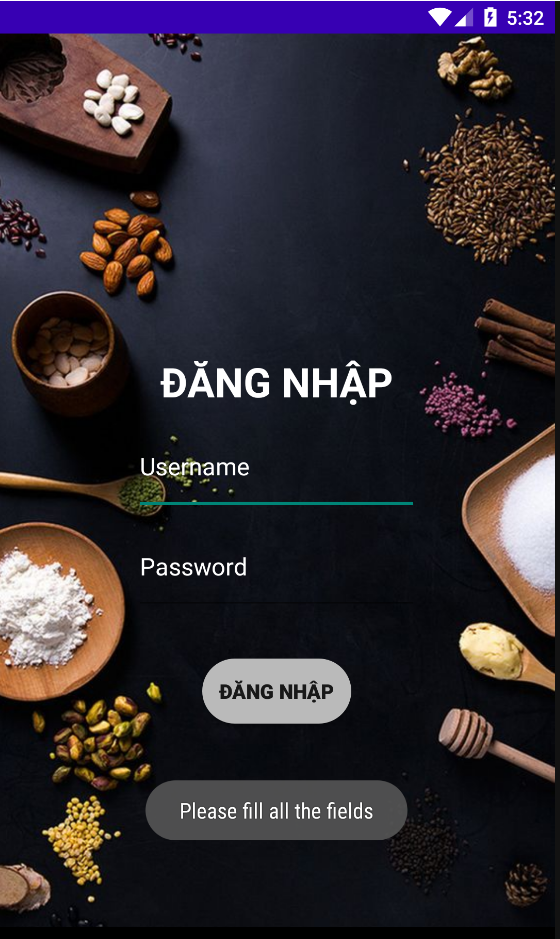 5:32
ĐĂNG NHẬP
Username
Password
ĐĂNG NHẬP
Please fill all the fields